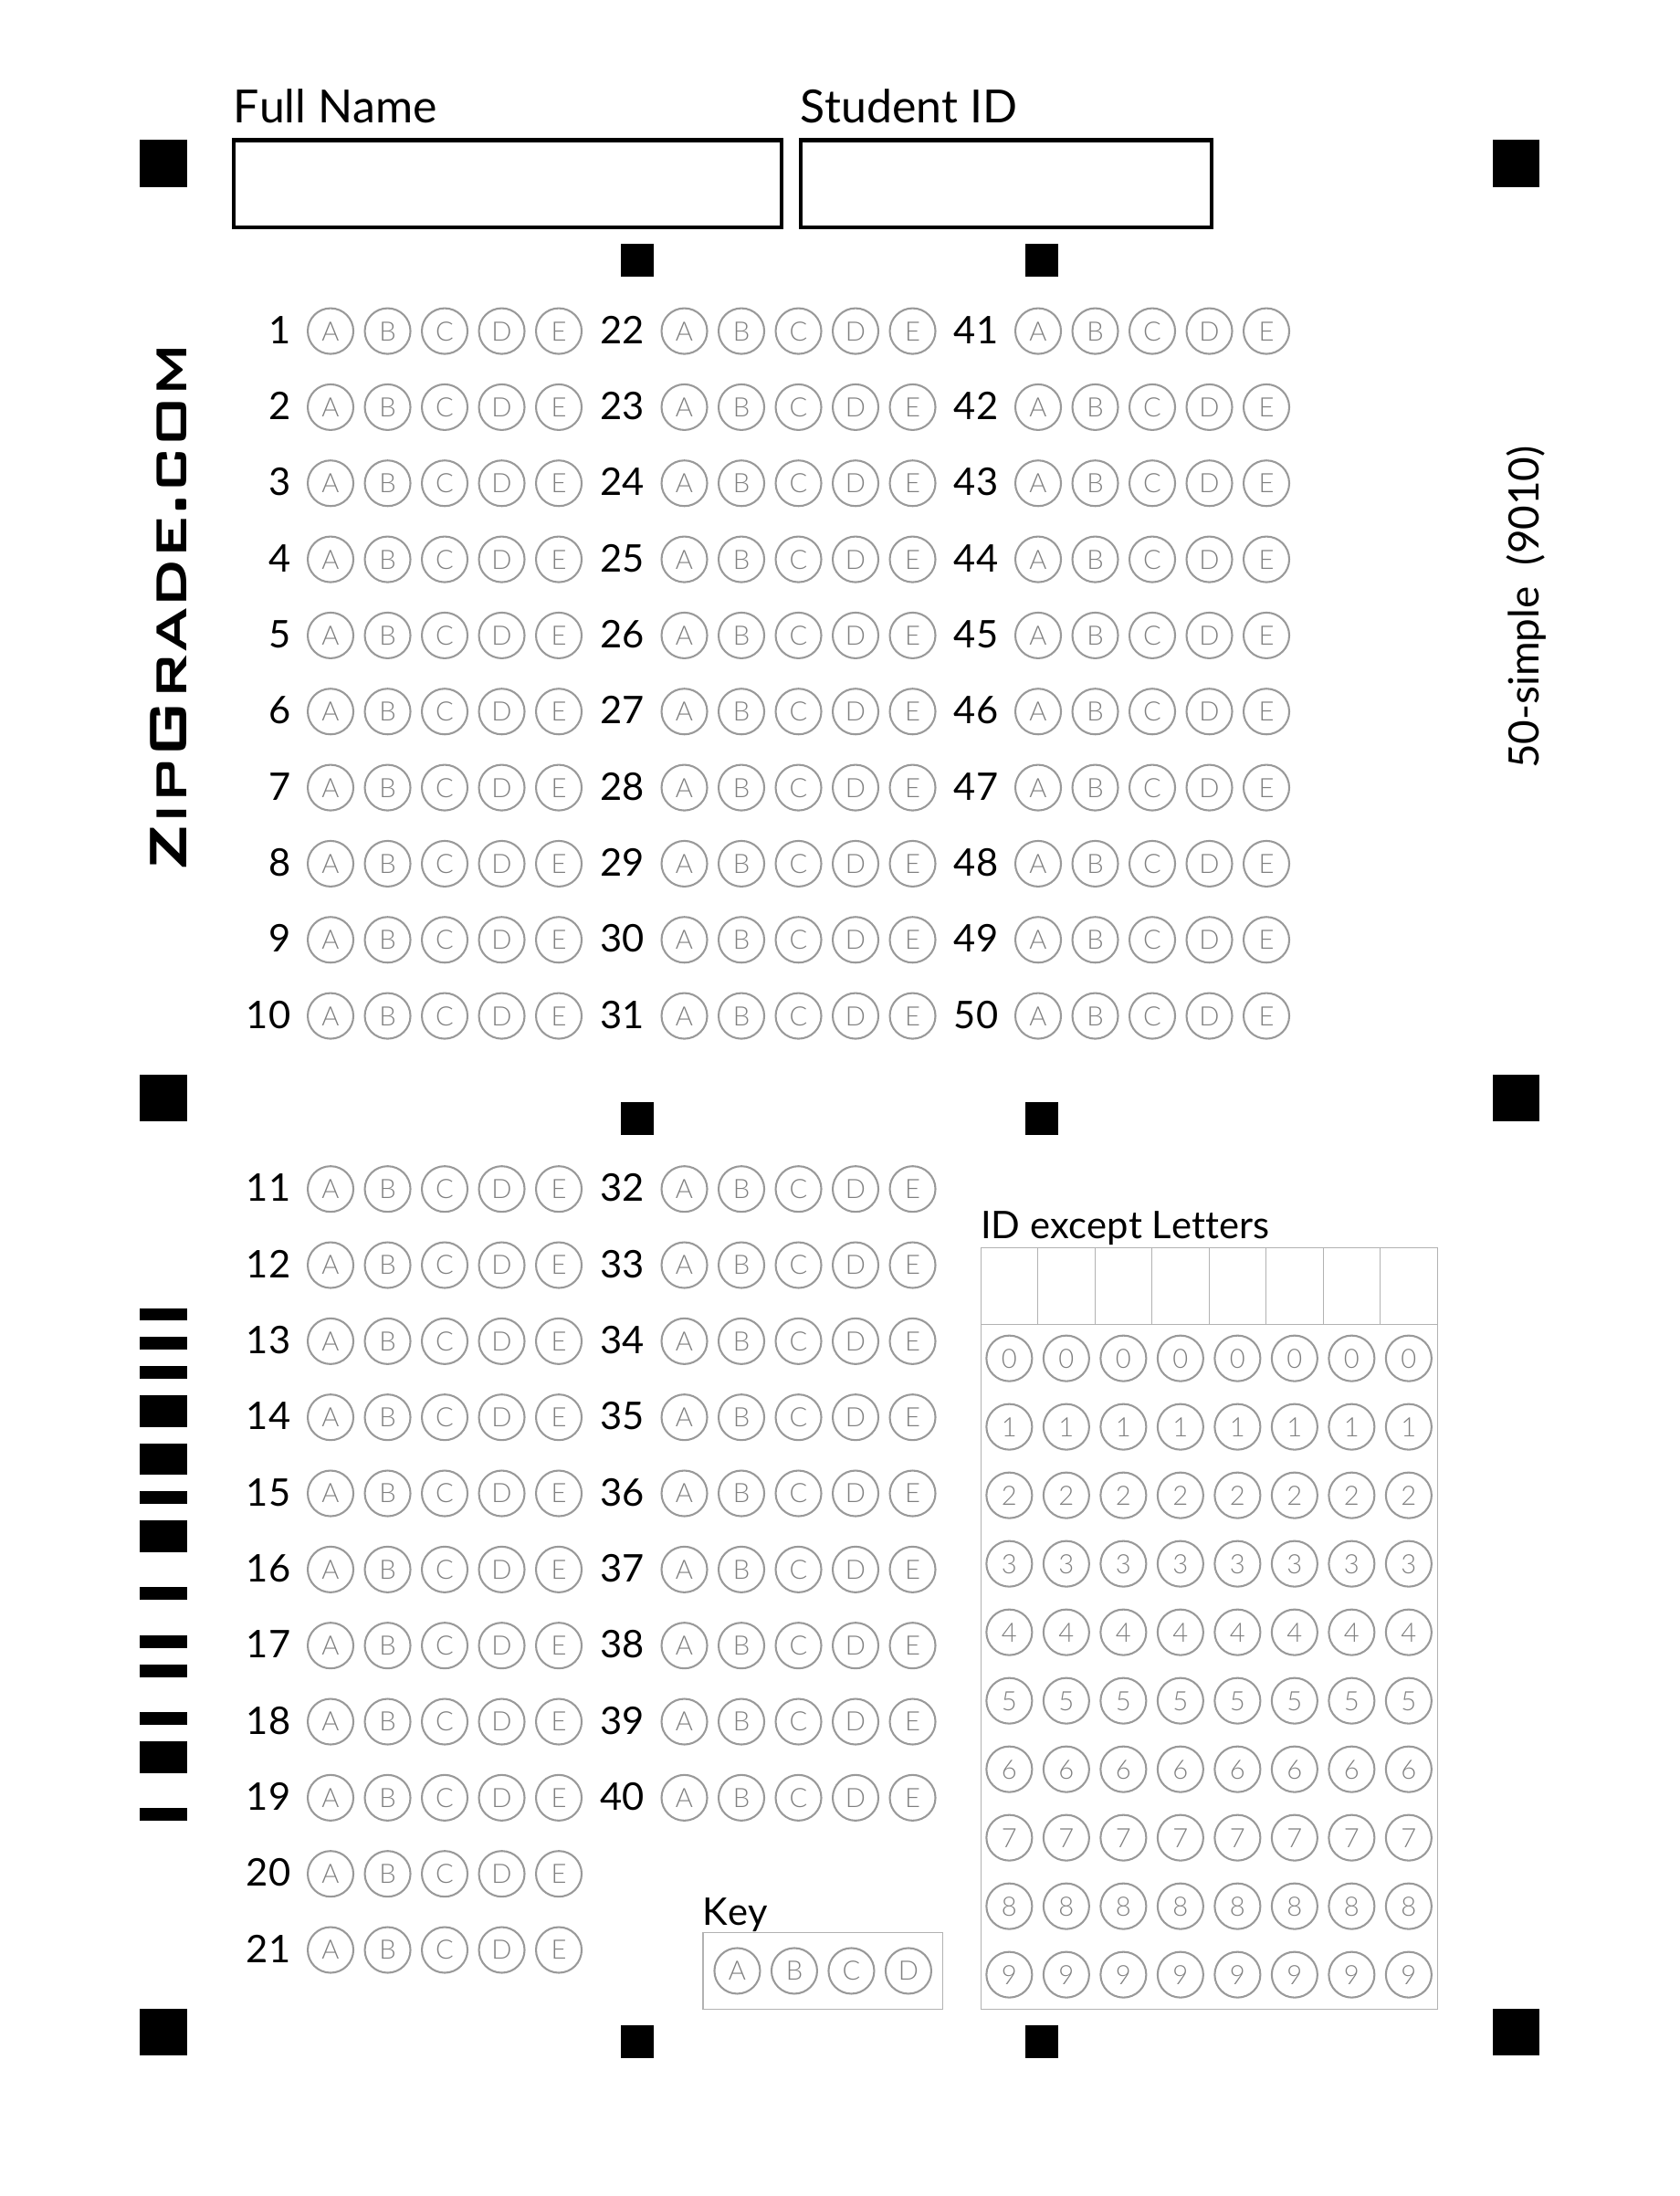 Full Name
Student ID
ZIPGRADE.COM
50-simple (9010)
1 A B C D E
2 A B C D E
3 A B C D E
4 A B C D E
5 A B C D E
6 A B C D E
7 A B C D E
8 A B C D E
9 A B C D E
10 A B C D E
11 A B C D E
12 A B C D E
13 A B C D E
14 A B C D E
15 A B C D E
16 A B C D E
17 A B C D E
18 A B C D E
19 A B C D E
20 A B C D E
21 A B C D E
22 A B C D E
23 A B C D E
24 A B C D E
25 A B C D E
26 A B C D E
27 A B C D E
28 A B C D E
29 A B C D E
30 A B C D E
31 A B C D E
32 A B C D E
33 A B C D E
34 A B C D E
35 A B C D E
36 A B C D E
37 A B C D E
38 A B C D E
39 A B C D E
40 A B C D E
41 A B C D E
42 A B C D E
43 A B C D E
44 A B C D E
45 A B C D E
46 A B C D E
47 A B C D E
48 A B C D E
49 A B C D E
50 A B C D E
Key
A B C D
ID except Letters
0 0 0 0 0 0 0 0
1 1 1 1 1 1 1 1
2 2 2 2 2 2 2 2
3 3 3 3 3 3 3 3
4 4 4 4 4 4 4 4
5 5 5 5 5 5 5 5
6 6 6 6 6 6 6 6
7 7 7 7 7 7 7 7
8 8 8 8 8 8 8 8
9 9 9 9 9 9 9 9